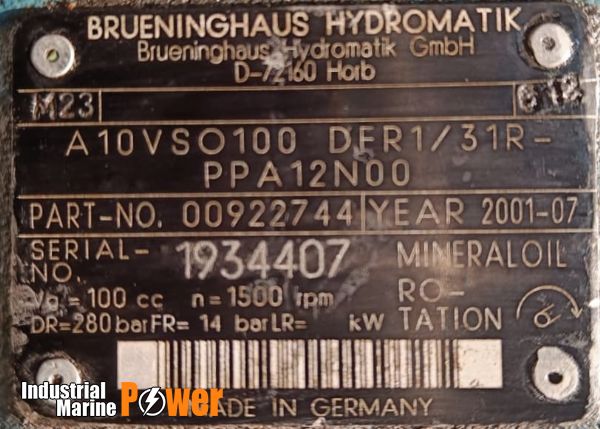 BRUENINGHAUS HYDROMATIK
Brueninghaus Hydromatik GmbH
D-72160 Horb
M23
A10VSO100 DFR1/31R-
PPA12N00
PART-NO. 00922744 YEAR 2001-07
SERIAL-NO. 1934407 MINERALOIL
Vg = 100 cc n = 1500 rpm RO-
DR=280 bar FR= 14 bar LR= kW TATION
MADE IN GERMANY
Industrial
Marine Power